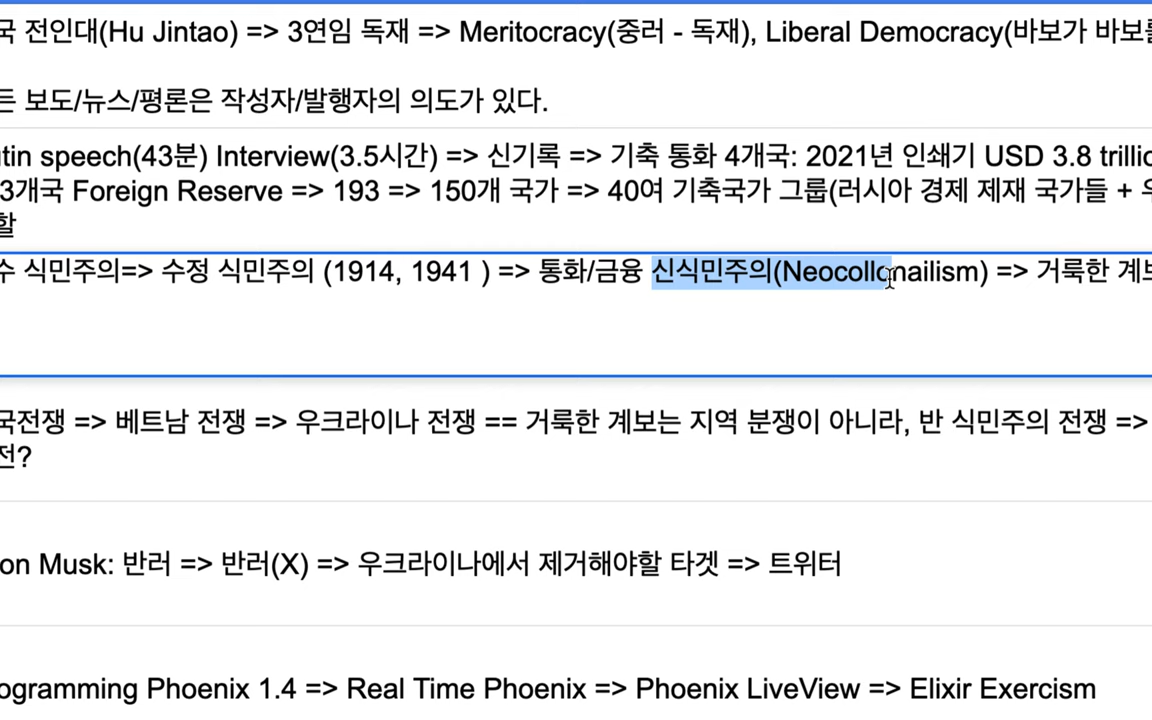 국 전인대(Hu Jintao) => 3연임 독재 => Meritocracy(중러 - 독재), Liberal Democracy(바보가 바보를
든 보도/뉴스/평론은 작성자/발행자의 의도가 있다.
tin speech(43분) Interview(3.5시간) => 신기록 => 기축 통화 4개국: 2021년 인쇄기 USD 3.8 trillio
3개국 Foreign Reserve => 193 => 150개 국가 => 40여 기축국가 그룹(러시아 경제 제재 국가들 + 우
할
수 식민주의=> 수정 식민주의 (1914, 1941 ) => 통화/금융 신식민주의(Neocollonailism) => 거룩한 계보
국전쟁 => 베트남 전쟁 => 우크라이나 전쟁 == 거룩한 계보는 지역 분쟁이 아니라, 반 식민주의 전쟁 =>
전?
on Musk: 반러 => 반러(X) => 우크라이나에서 제거해야할 타겟 => 트위터
ogramming Phoenix 1.4 => Real Time Phoenix => Phoenix LiveView => Elixir Exercism